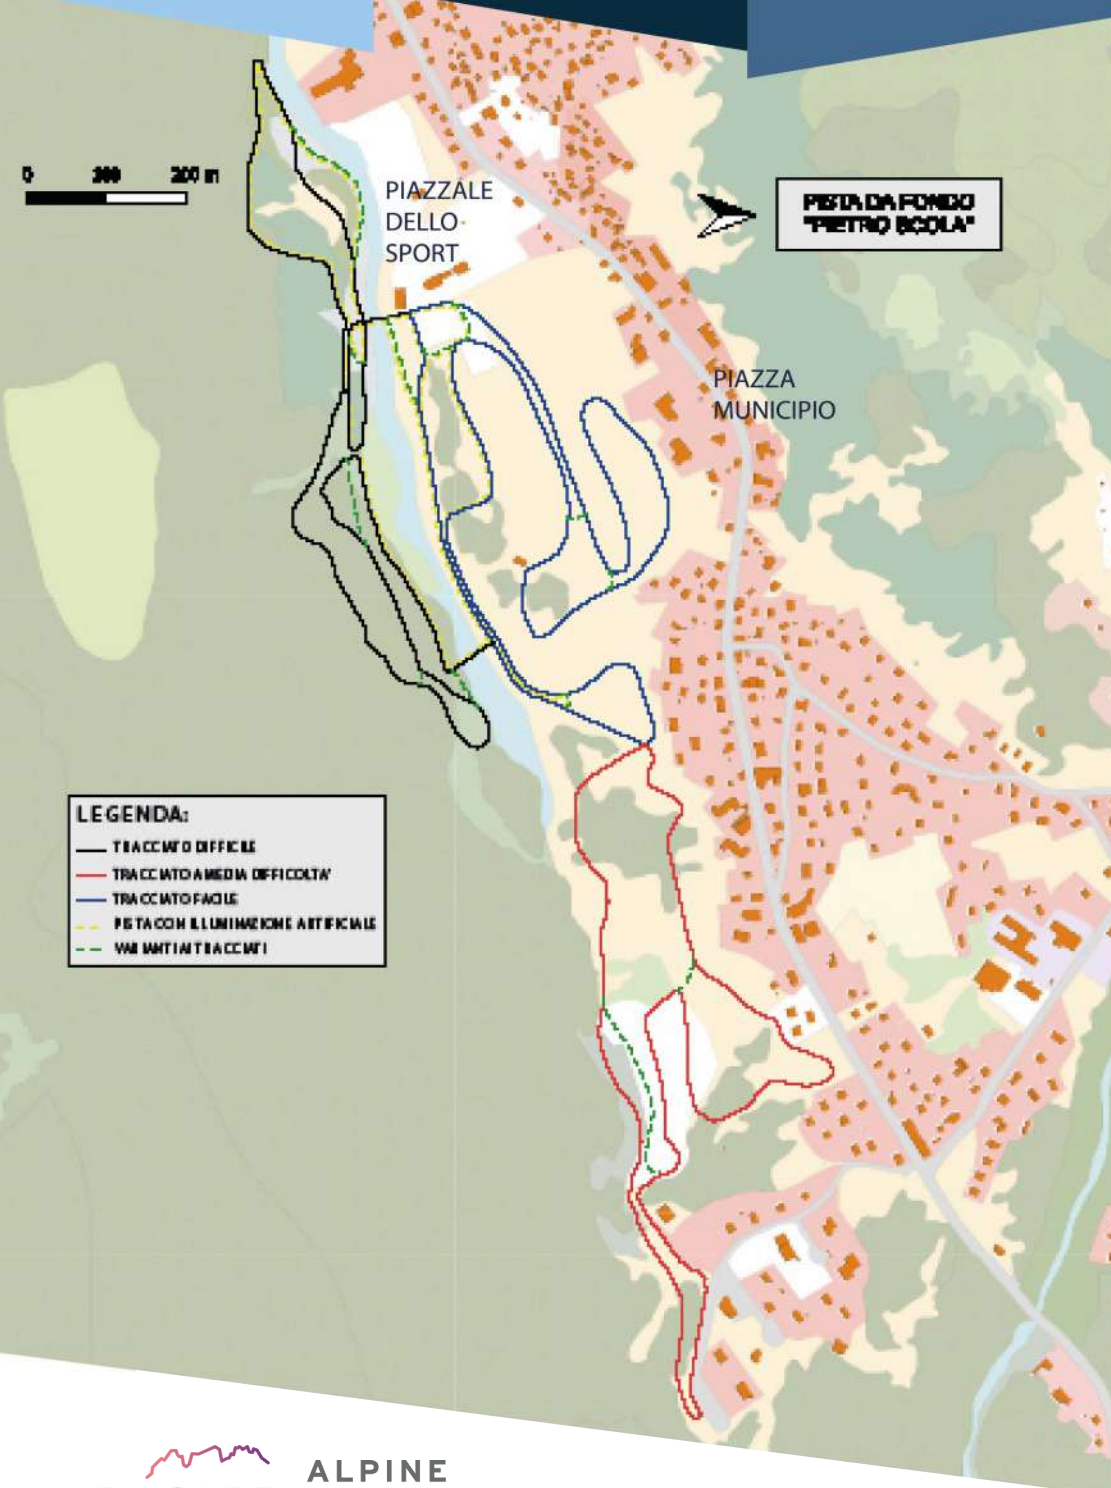 0 200 m
PIAZZALE
DELLO
SPORT
PISTA DA FONDO
"PIETRO SCOLA"
PIAZZA
MUNICIPIO
LEGENDA:
TRACCIATO DIFFICILE
TRACCIATO A MEDIA DIFFICOLTA'
TRACCIATO FACILE
PISTA CON ILLUMINAZIONE ARTIFICIALE
VARIANTI AI TRACCIATI
ALPINE